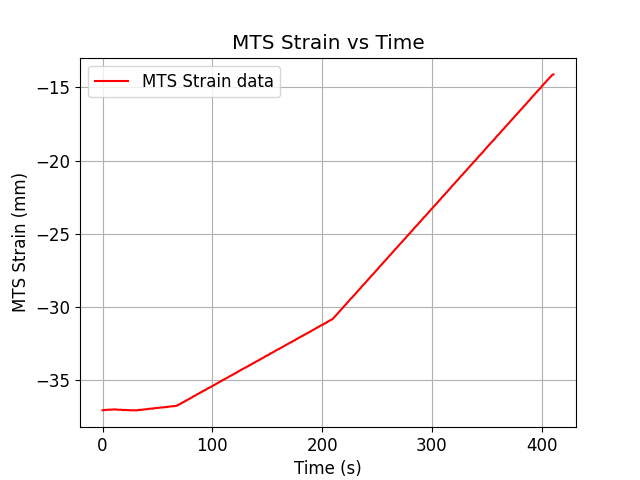 MTS Strain vs Time
MTS Strain data
MTS Strain (mm)
−15
−20
−25
−30
−35
0 100 200 300 400
Time (s)